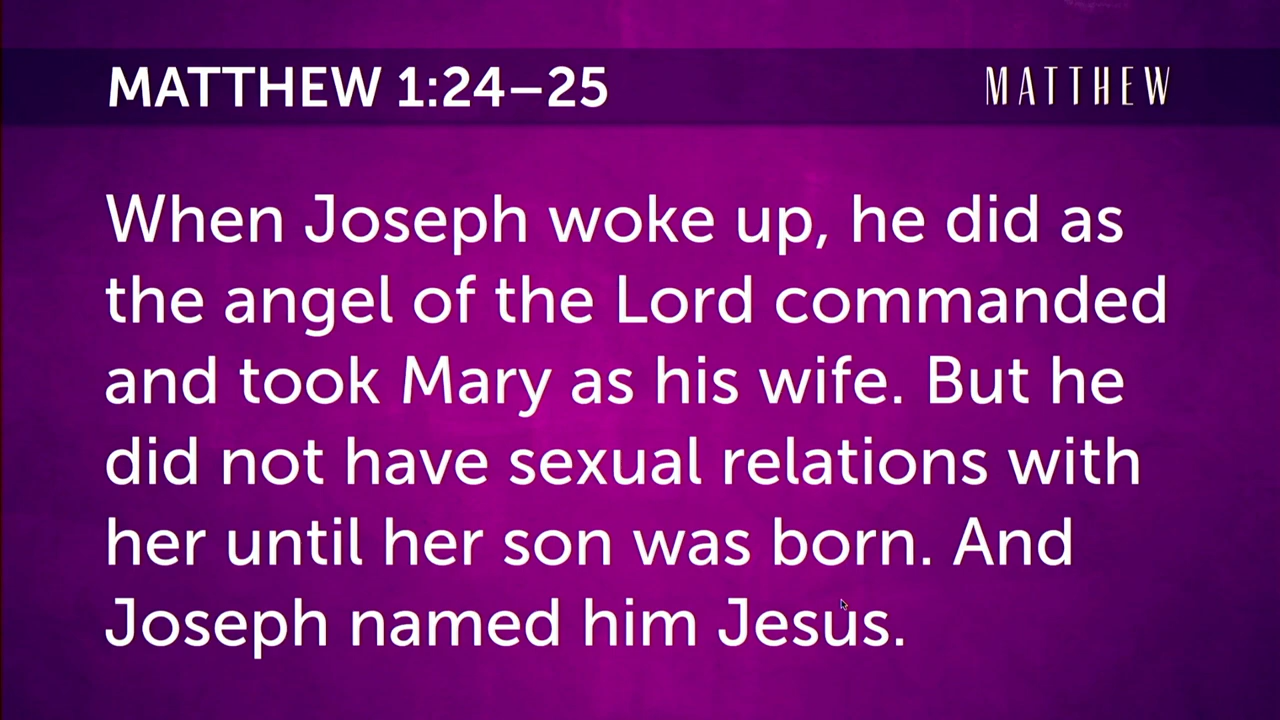 MATTHEW 1:24–25
MATTHEW
When Joseph woke up, he did as
the angel of the Lord commanded
and took Mary as his wife. But he
did not have sexual relations with
her until her son was born. And
Joseph named him Jesus.